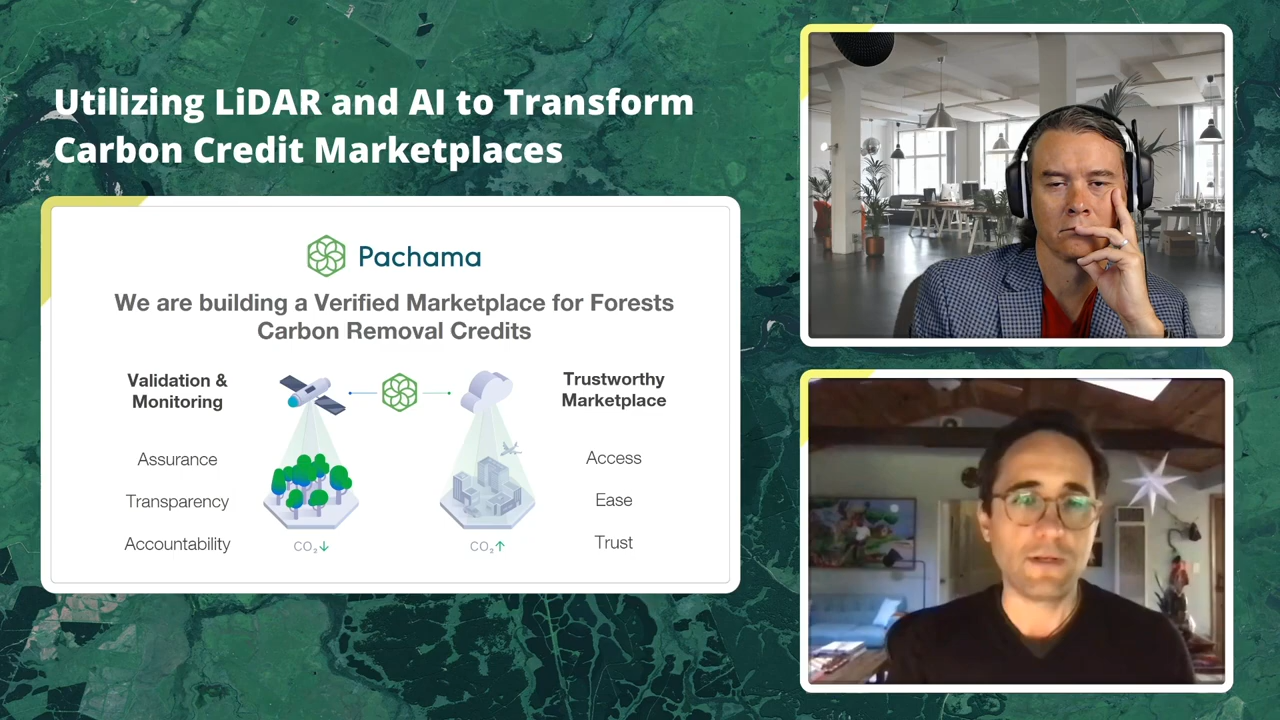 Utilizing LiDAR and AI to Transform
Carbon Credit Marketplaces
Pachama
We are building a Verified Marketplace for Forests
Carbon Removal Credits
Validation &
Monitoring
Assurance
Transparency
Accountability
CO₂↓
CO₂↑
Trustworthy
Marketplace
Access
Ease
Trust